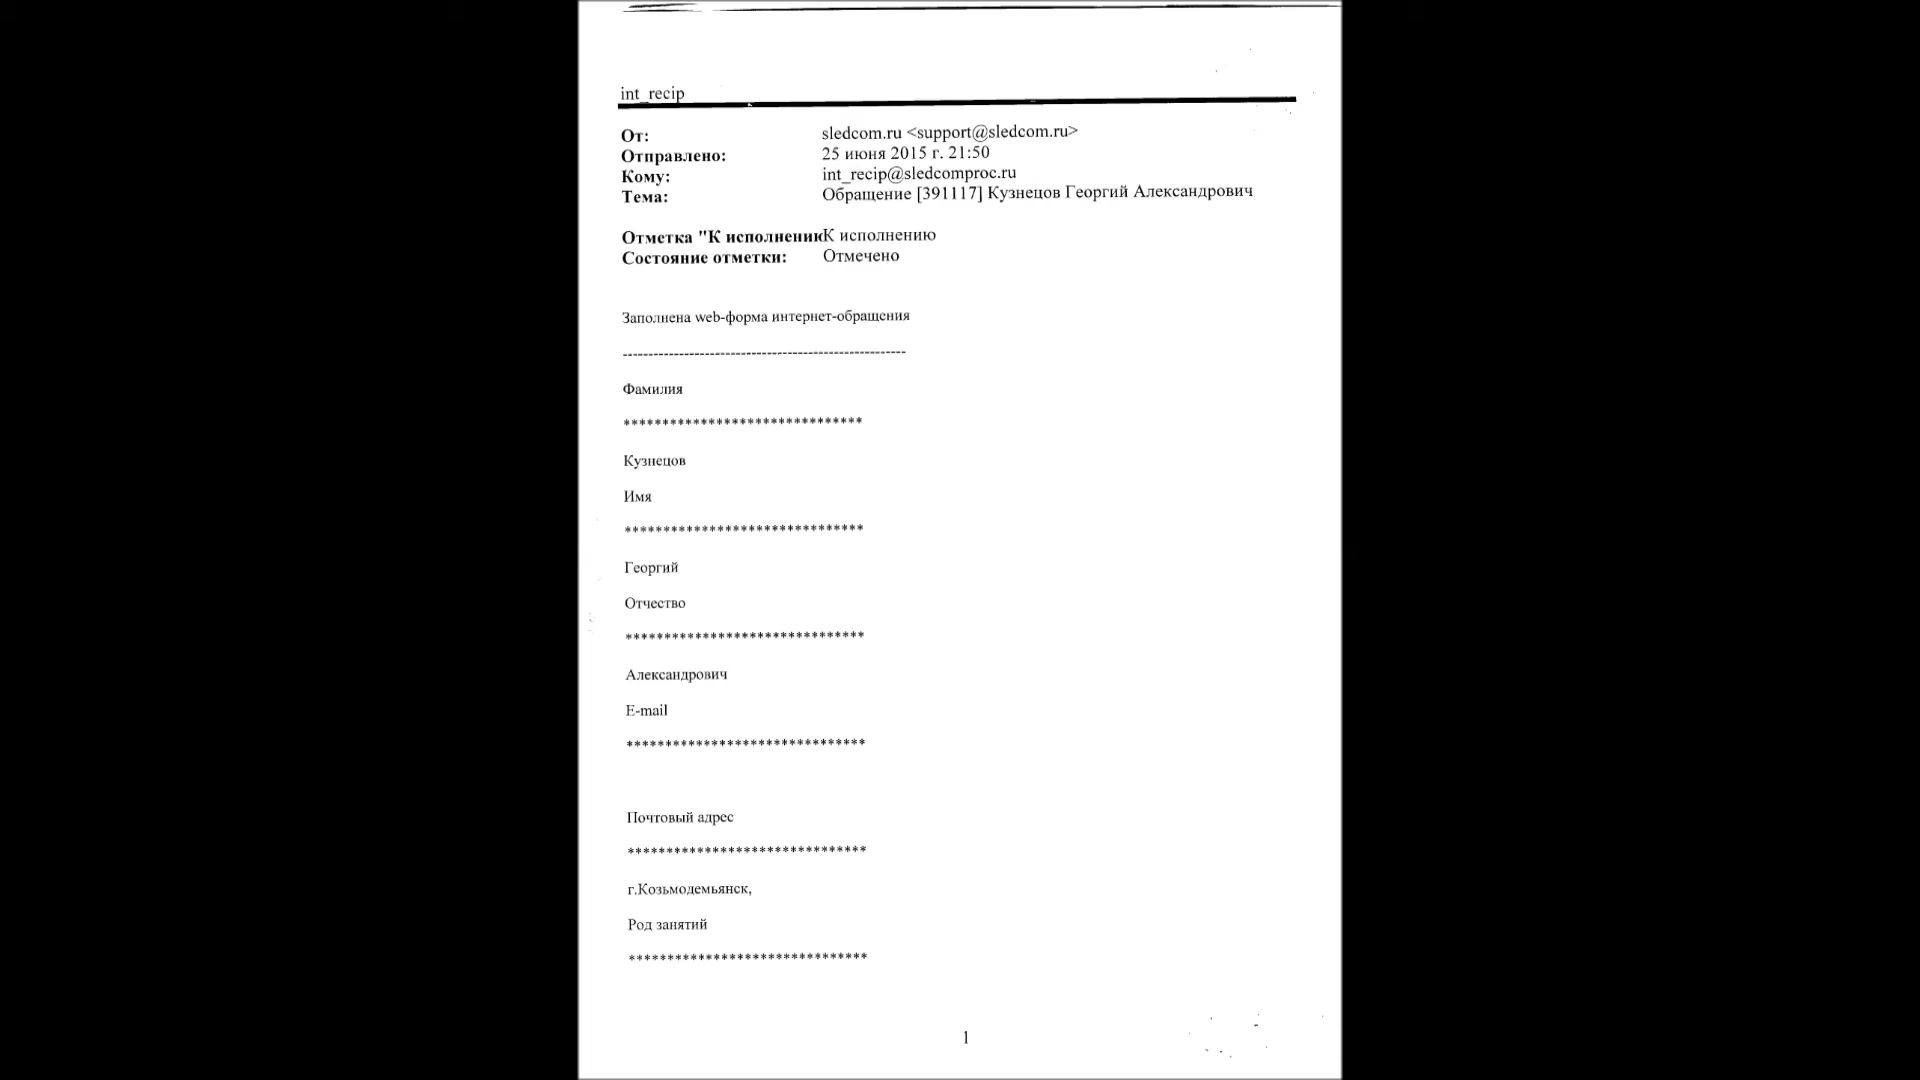 int_recip
От: sledcom.ru <support@sledcom.ru>
Отправлено: 25 июня 2015 г. 21:50
Кому: int_recip@sledcomproc.ru
Тема: Обращение [391117] Кузнецов Георгий Александрович
Отметка "К исполнениК исполнению
Состояние отметки: Отмечено
Заполнена web-форма интернет-обращения
-------------------------------------------------------
Фамилия
*******************************
Кузнецов
Имя
*******************************
Георгий
Отчество
*******************************
Александрович
E-mail
*******************************
Почтовый адрес
*******************************
г.Козьмодемьянск,
Род занятий
*******************************
1